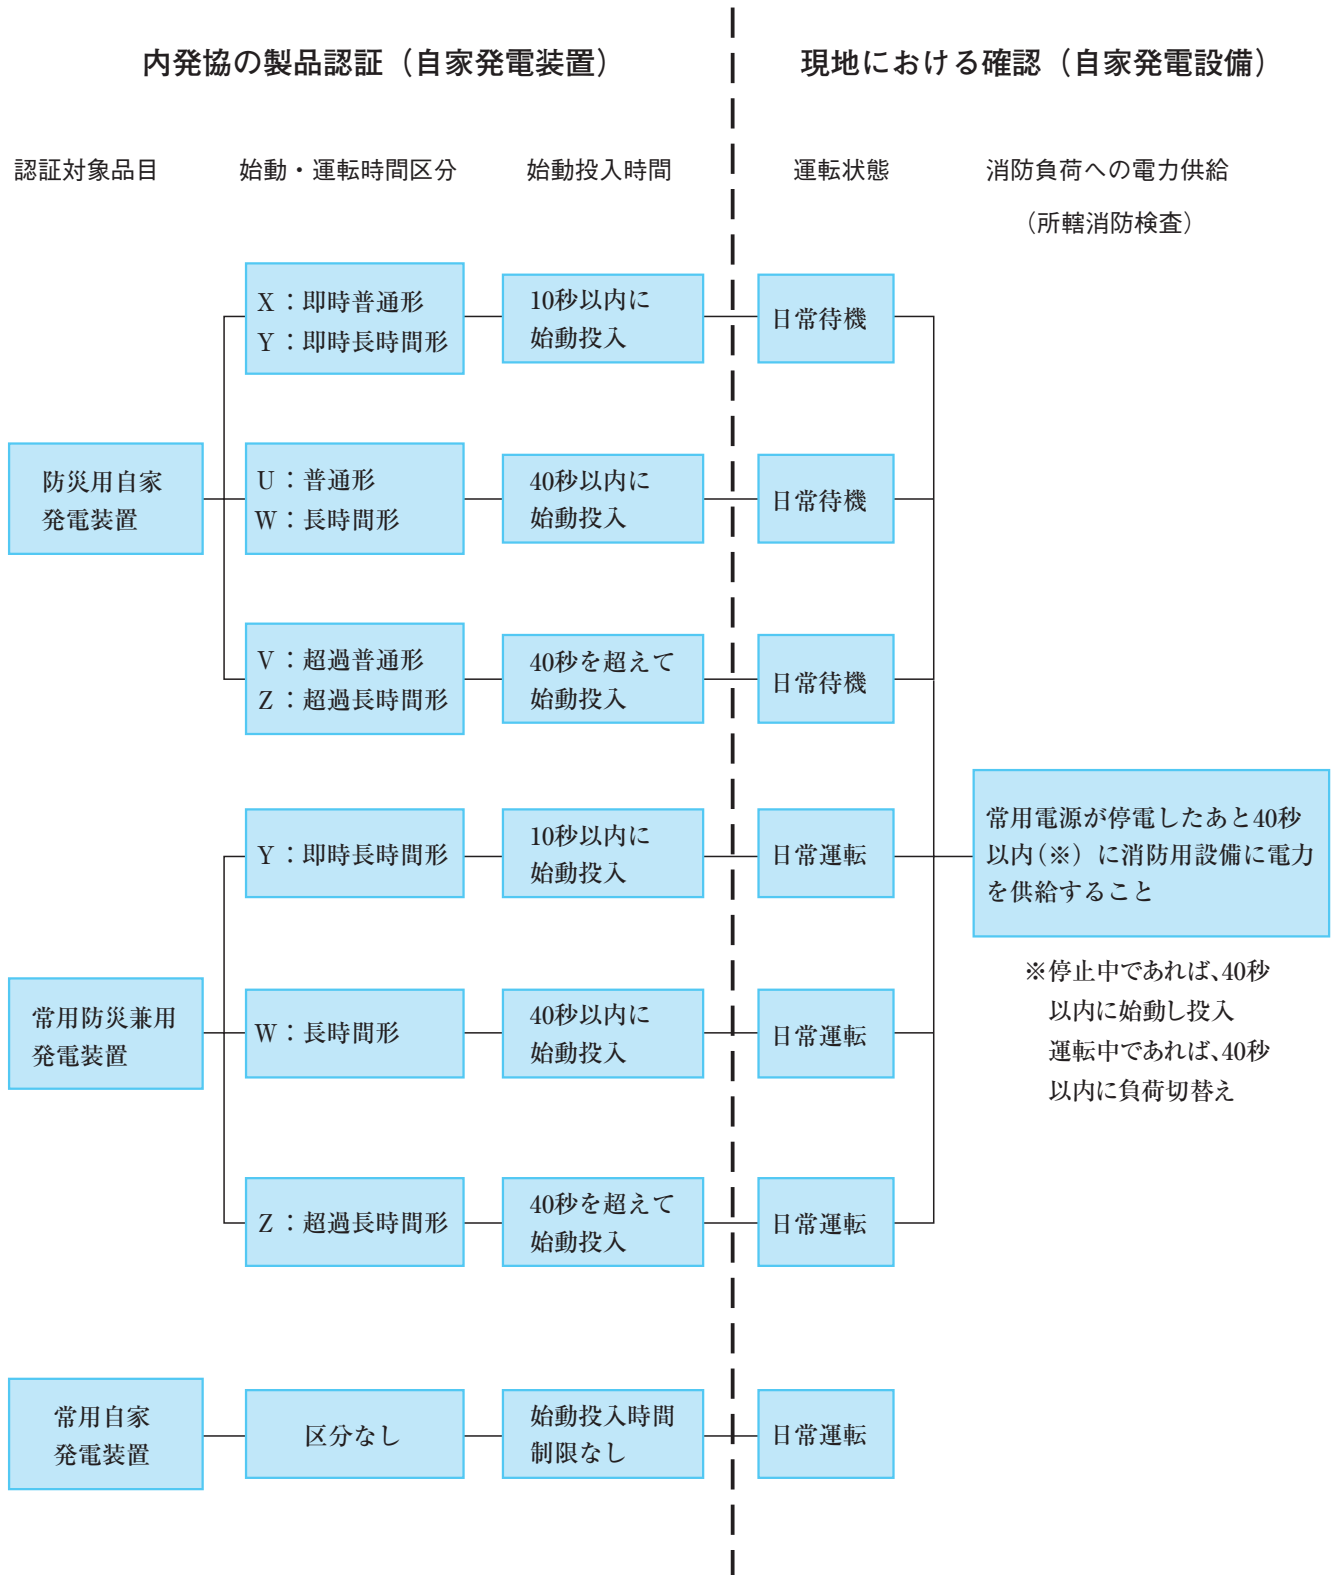 内発協の製品認証（自家発電装置）
現地における確認（自家発電設備）
認証対象品目
始動・運転時間区分
始動投入時間
運転状態
消防負荷への電力供給
（所轄消防検査）
防災用自家
発電装置
X：即時普通形
Y：即時長時間形
10秒以内に
始動投入
日常待機
U：普通形
W：長時間形
40秒以内に
始動投入
日常待機
V：超過普通形
Z：超過長時間形
40秒を超えて
始動投入
日常待機
常用防災兼用
発電装置
Y：即時長時間形
10秒以内に
始動投入
日常運転
W：長時間形
40秒以内に
始動投入
日常運転
Z：超過長時間形
40秒を超えて
始動投入
日常運転
常用電源が停電したあと40秒
以内（※）に消防用設備に電力
を供給すること
※停止中であれば、40秒
以内に始動し投入
運転中であれば、40秒
以内に負荷切替え
常用自家
発電装置
区分なし
始動投入時間
制限なし
日常運転